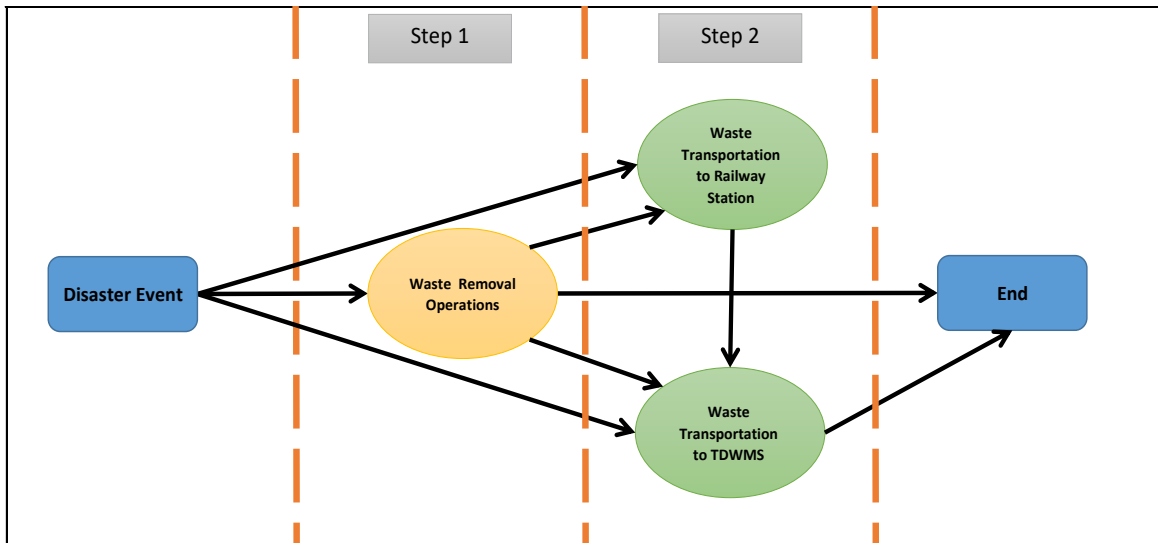 Step 1
Step 2
Waste
Transportation
to Railway
Station
Disaster Event
Waste Removal
Operations
End
Waste
Transportation
to TDWMS